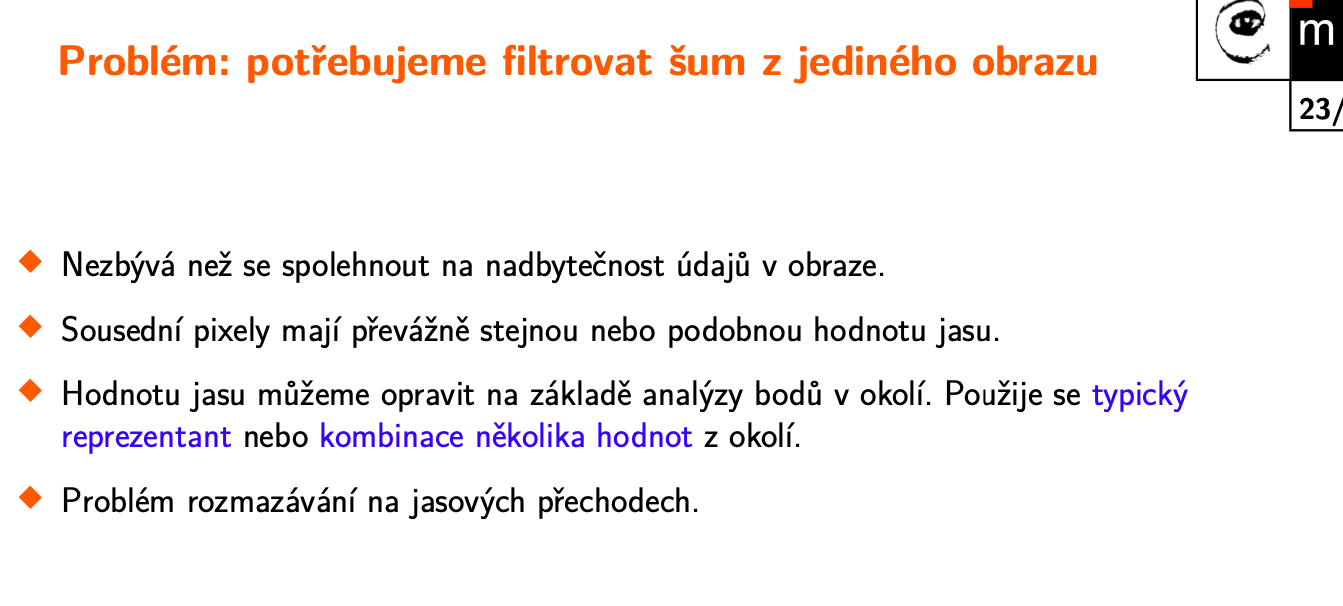 Problém: potřebujeme filtrovat šum z jediného obrazu
m
23/
Nezbývá než se spolehnout na nadbytečnost údajů v obraze.
Sousední pixely mají převážně stejnou nebo podobnou hodnotu jasu.
Hodnotu jasu můžeme opravit na základě analýzy bodů v okolí. Použije se typický
reprezentant nebo kombinace několika hodnot z okolí.
Problém rozmazávání na jasových přechodech.